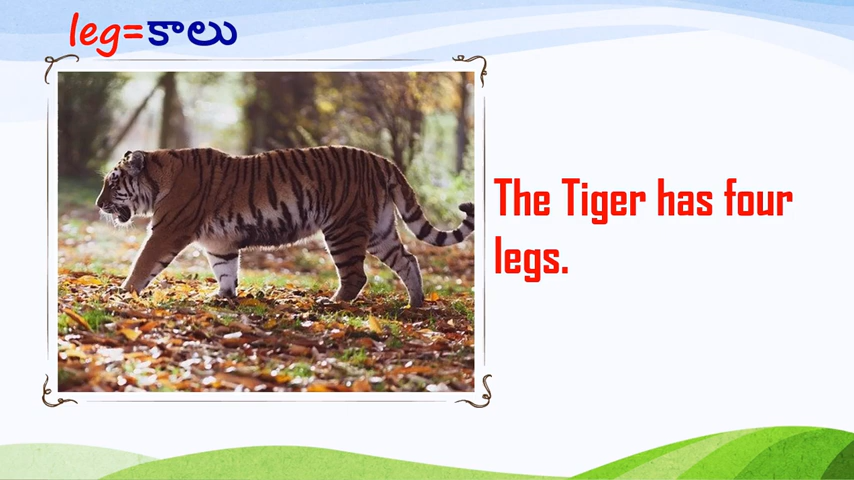 leg=కాలు
The Tiger has four
legs.